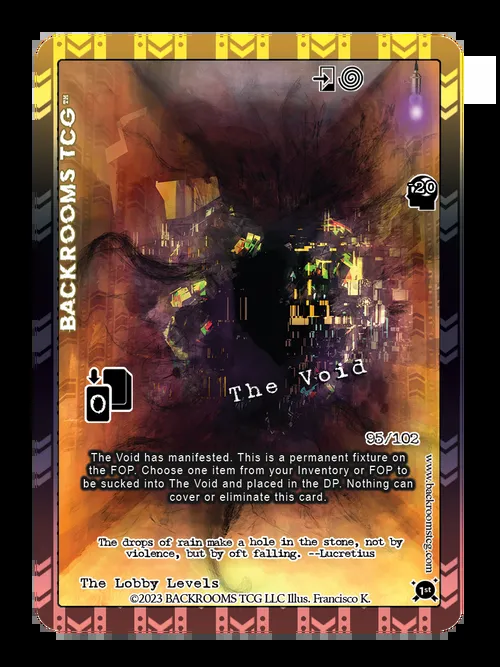 BACKROOMS TCG™
-20
The Void
0
95/102
The Void has manifested. This is a permanent fixture on
the FOP. Choose one item from your Inventory or FOP to
be sucked into The Void and placed in the DP. Nothing can
cover or eliminate this card.
www.backroomstcg.com
The drops of rain make a hole in the stone, not by
violence, but by oft falling. --Lucretius
The Lobby Levels
©2023 BACKROOMS TCG LLC Illus. Francisco K.
1st